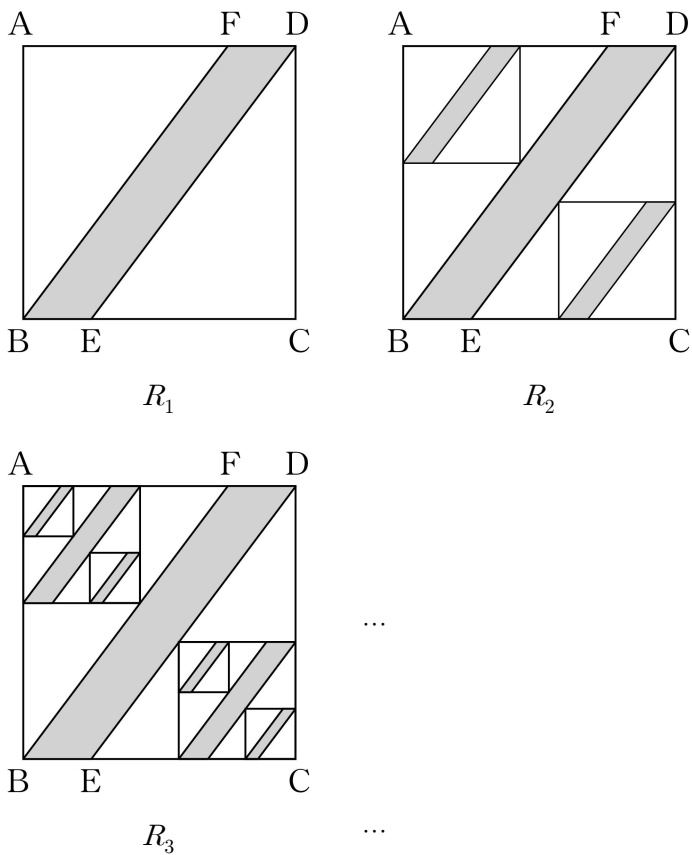 A F D A F D
B E C B E C
R₁ R₂
A F D
...
B E C
R₃ ...